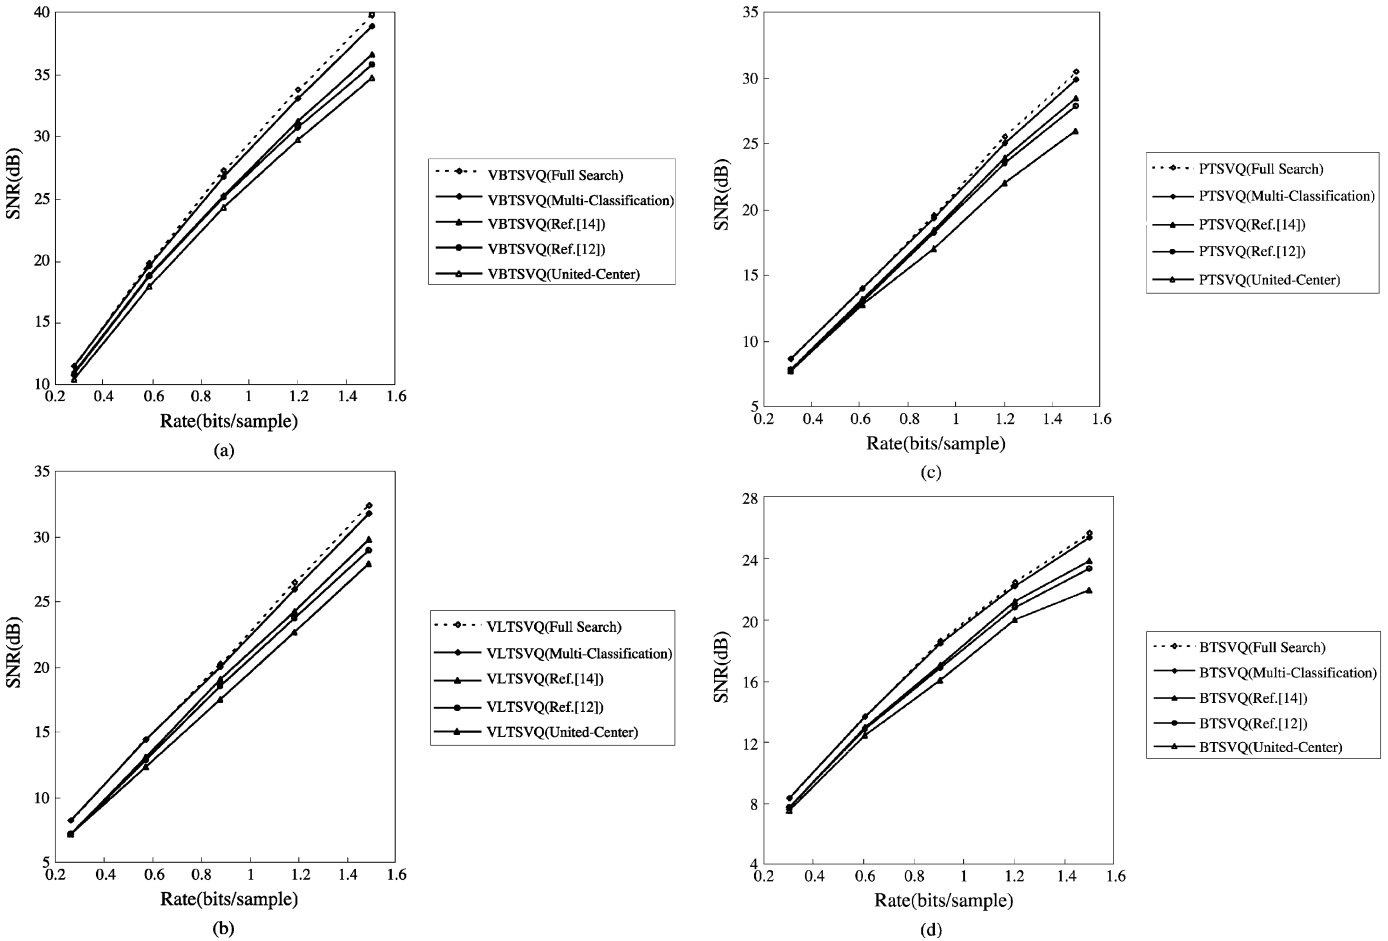 40
35
30
25
20
15
10
SNR(dB)
0.2 0.4 0.6 0.8 1 1.2 1.4 1.6
Rate(bits/sample)
(a)
VBTSVQ(Full Search)
VBTSVQ(Multi-Classification)
VBTSVQ(Ref.[14])
VBTSVQ(Ref.[12])
VBTSVQ(United-Center)
35
30
25
20
15
10
5
SNR(dB)
0.2 0.4 0.6 0.8 1 1.2 1.4 1.6
Rate(bits/sample)
(c)
PTSVQ(Full Search)
PTSVQ(Multi-Classification)
PTSVQ(Ref.[14])
PTSVQ(Ref.[12])
PTSVQ(United-Center)
35
30
25
20
15
10
5
SNR(dB)
0.2 0.4 0.6 0.8 1 1.2 1.4 1.6
Rate(bits/sample)
(b)
VLTSVQ(Full Search)
VLTSVQ(Multi-Classification)
VLTSVQ(Ref.[14])
VLTSVQ(Ref.[12])
VLTSVQ(United-Center)
28
24
20
16
12
8
4
SNR(dB)
0.2 0.4 0.6 0.8 1 1.2 1.4 1.6
Rate(bits/sample)
(d)
BTSVQ(Full Search)
BTSVQ(Multi-Classification)
BTSVQ(Ref.[14])
BTSVQ(Ref.[12])
BTSVQ(United-Center)